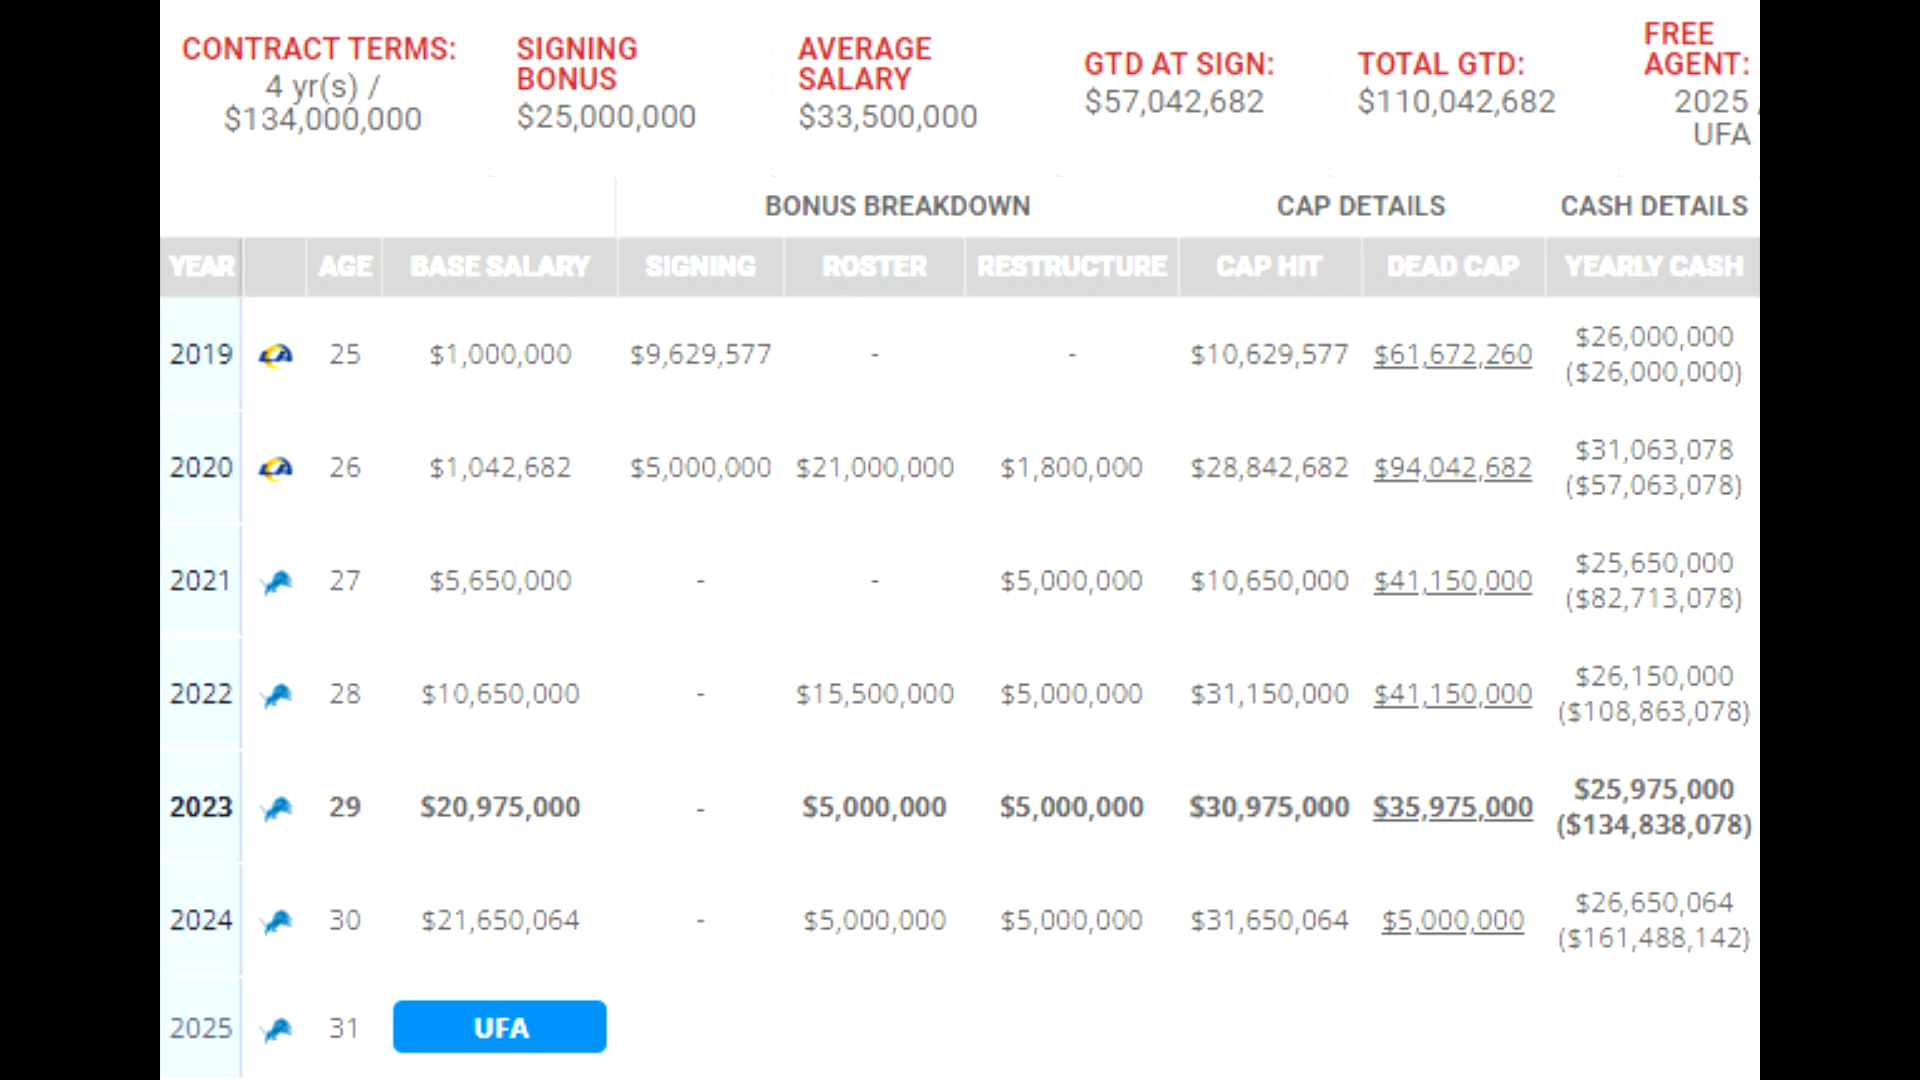 CONTRACT TERMS:
4 yr(s) /
$134,000,000
SIGNING
BONUS
$25,000,000
AVERAGE
SALARY
$33,500,000
GTD AT SIGN:
$57,042,682
TOTAL GTD:
$110,042,682
FREE
AGENT:
2025 /
UFA
BONUS BREAKDOWN CAP DETAILS CASH DETAILS
YEAR AGE BASE SALARY SIGNING ROSTER RESTRUCTURE CAP HIT DEAD CAP YEARLY CASH
2019 25 $1,000,000 $9,629,577 - - $10,629,577 $61,672,260 $26,000,000
($26,000,000)
2020 26 $1,042,682 $5,000,000 $21,000,000 $1,800,000 $28,842,682 $94,042,682 $31,063,078
($57,063,078)
2021 27 $5,650,000 - - $5,000,000 $10,650,000 $41,150,000 $25,650,000
($82,713,078)
2022 28 $10,650,000 - $15,500,000 $5,000,000 $31,150,000 $41,150,000 $26,150,000
($108,863,078)
2023 29 $20,975,000 - $5,000,000 $5,000,000 $30,975,000 $35,975,000 $25,975,000
($134,838,078)
2024 30 $21,650,064 - $5,000,000 $5,000,000 $31,650,064 $5,000,000 $26,650,064
($161,488,142)
2025 31 UFA